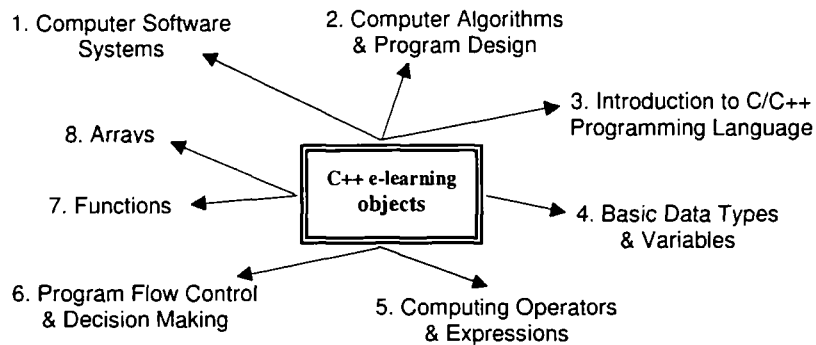 1. Computer Software
Systems
2. Computer Algorithms
& Program Design
3. Introduction to C/C++
Programming Language
4. Basic Data Types
& Variables
5. Computing Operators
& Expressions
6. Program Flow Control
& Decision Making
7. Functions
8. Arrays
C++ e-learning
objects